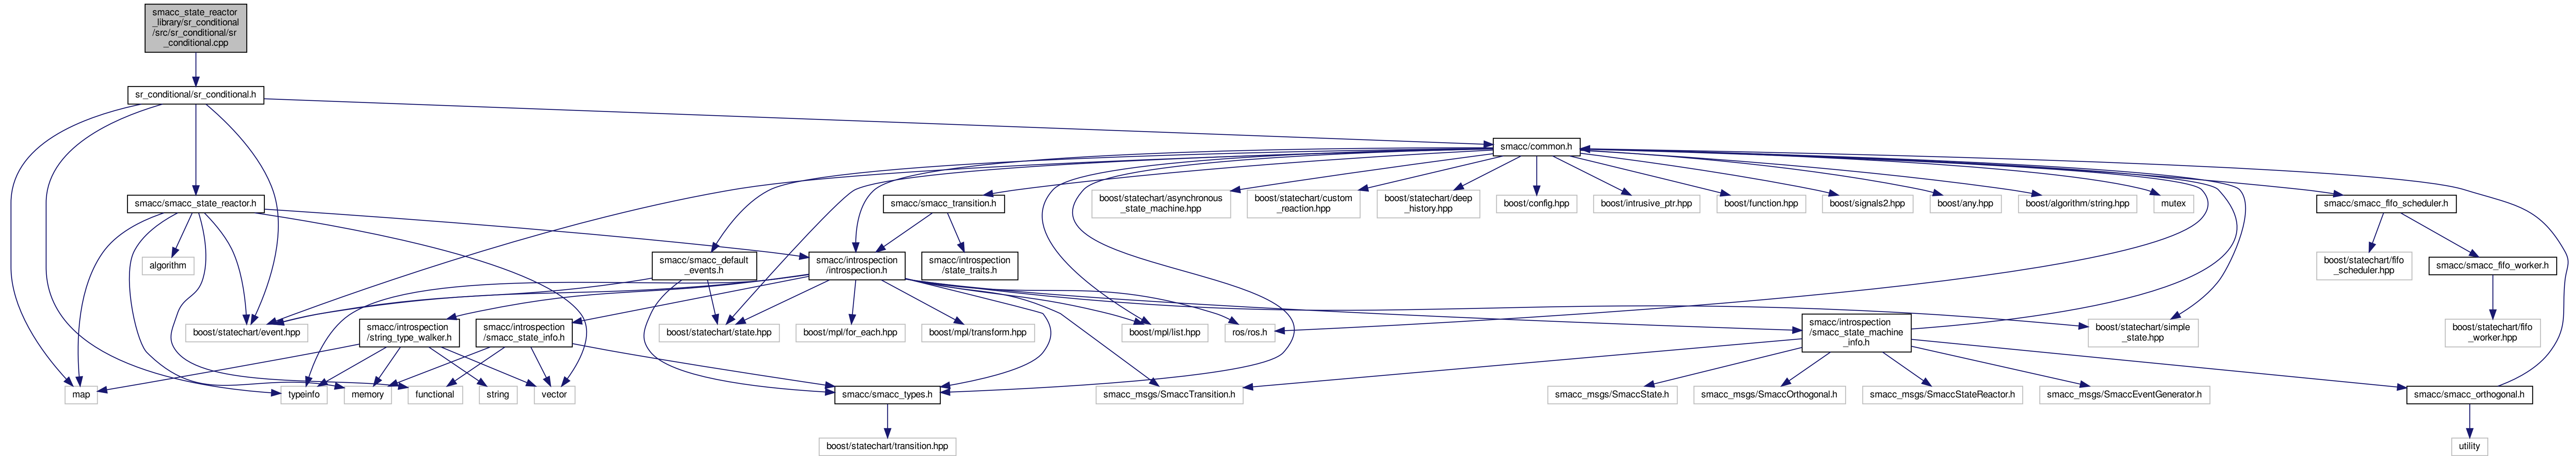 smacc_state_reactor
_library/sr_conditional
/src/sr_conditional/sr
_conditional.cpp
sr_conditional/sr_conditional.h
smacc/common.h
smacc/smacc_state_reactor.h
smacc/smacc_transition.h
boost/statechart/asynchronous
_state_machine.hpp
boost/statechart/custom
_reaction.hpp
boost/statechart/deep
_history.hpp
boost/config.hpp
boost/intrusive_ptr.hpp
boost/function.hpp
boost/signals2.hpp
boost/any.hpp
boost/algorithm/string.hpp
mutex
smacc/smacc_fifo_scheduler.h
algorithm
smacc/smacc_default
_events.h
smacc/introspection
/introspection.h
smacc/introspection
/state_traits.h
boost/statechart/fifo
_scheduler.hpp
smacc/smacc_fifo_worker.h
boost/statechart/event.hpp
smacc/introspection
/string_type_walker.h
smacc/introspection
/smacc_state_info.h
boost/statechart/state.hpp
boost/mpl/for_each.hpp
boost/mpl/transform.hpp
boost/mpl/list.hpp
ros/ros.h
smacc/introspection
/smacc_state_machine
_info.h
boost/statechart/simple
_state.hpp
boost/statechart/fifo
_worker.hpp
map
typeinfo
memory
functional
string
vector
smacc/smacc_types.h
smacc_msgs/SmaccTransition.h
smacc_msgs/SmaccState.h
smacc_msgs/SmaccOrthogonal.h
smacc_msgs/SmaccStateReactor.h
smacc_msgs/SmaccEventGenerator.h
smacc/smacc_orthogonal.h
boost/statechart/transition.hpp
utility